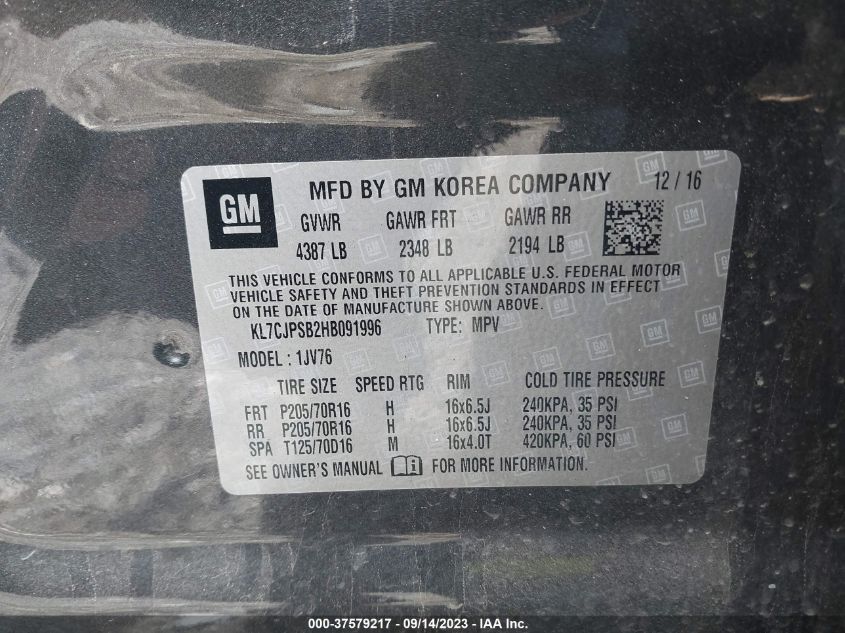 GM
MFD BY GM KOREA COMPANY 12 / 16
GVWR GAWR FRT GAWR RR
4387 LB 2348 LB 2194 LB
THIS VEHICLE CONFORMS TO ALL APPLICABLE U.S. FEDERAL MOTOR
VEHICLE SAFETY AND THEFT PREVENTION STANDARDS IN EFFECT
ON THE DATE OF MANUFACTURE SHOWN ABOVE.
KL7CJPSB2HB091996 TYPE: MPV
MODEL : 1JV76
TIRE SIZE SPEED RTG RIM COLD TIRE PRESSURE
FRT P205/70R16 H 16x6.5J 240KPA, 35 PSI
RR P205/70R16 H 16x6.5J 240KPA, 35 PSI
SPA T125/70D16 M 16x4.0T 420KPA, 60 PSI
SEE OWNER'S MANUAL FOR MORE INFORMATION.
000-37579217 - 09/14/2023 - IAA Inc.